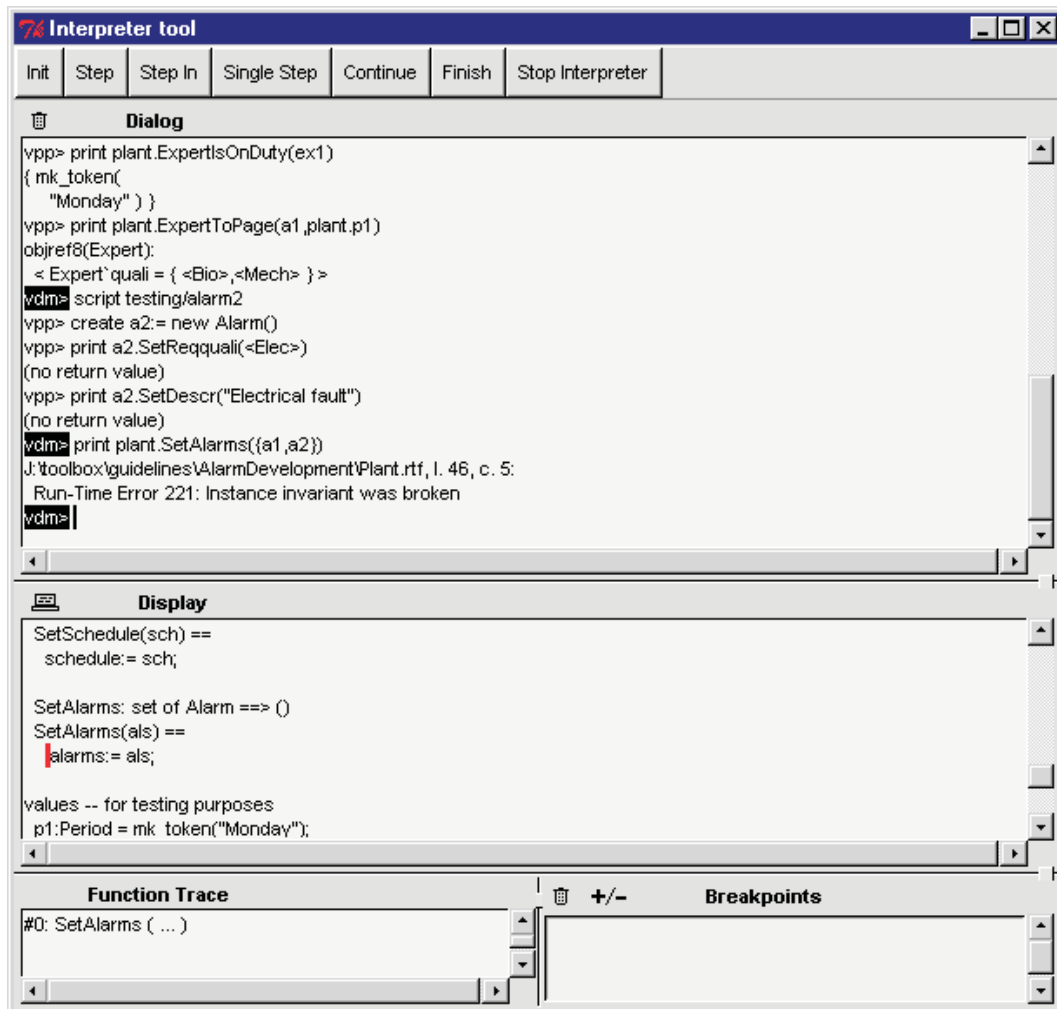 Interpreter tool
Init Step Step In Single Step Continue Finish Stop Interpreter
Dialog
vpp> print plant.ExpertIsOnDuty(ex1)
{ mk_token(
"Monday" ) }
vpp> print plant.ExpertToPage(a1,plant.p1)
objref8(Expert):
< Expert`quali = { <Bio>,<Mech> } >
vdm> script testing/alarm2
vpp> create a2:= new Alarm()
vpp> print a2.SetReqquali(<Elec>)
(no return value)
vpp> print a2.SetDescr("Electrical fault")
(no return value)
vdm> print plant.SetAlarms({a1,a2})
J:\toolbox\guidelines\AlarmDevelopment\Plant.rtf, l. 46, c. 5:
Run-Time Error 221: Instance invariant was broken
vdm>
Display
SetSchedule(sch) ==
schedule:= sch;
SetAlarms: set of Alarm ==> ()
SetAlarms(als) ==
alarms:= als;
values -- for testing purposes
p1:Period = mk_token("Monday");
Function Trace
+/- Breakpoints
#0: SetAlarms ( ... )